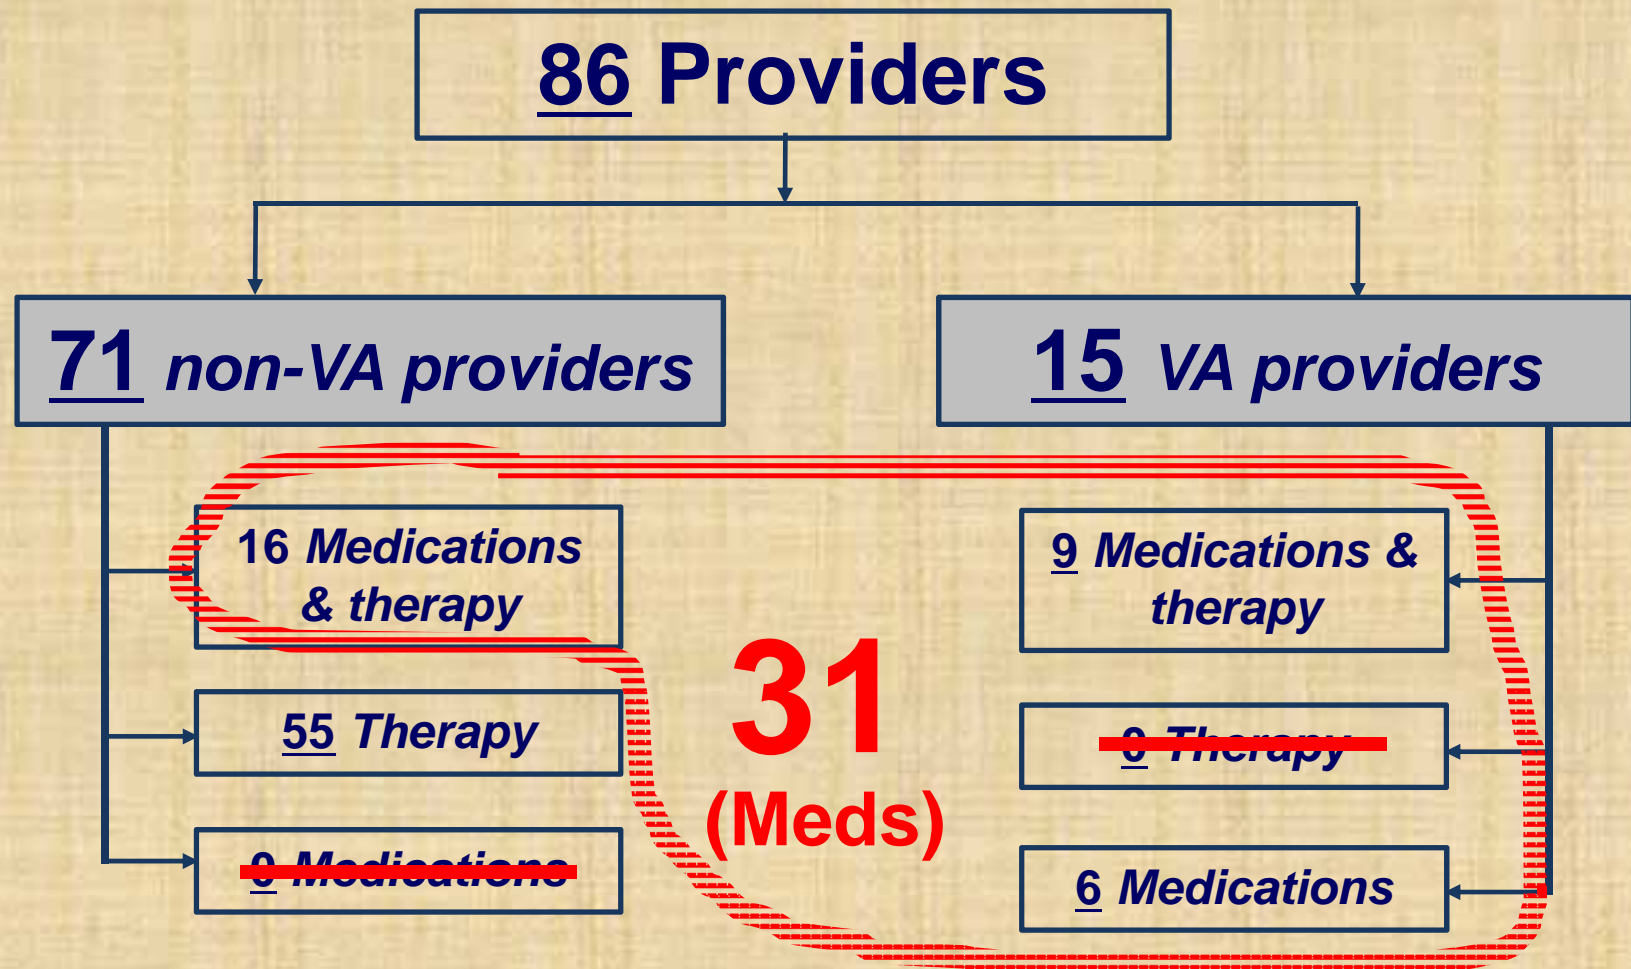 86 Providers
71 non-VA providers
15 VA providers
16 Medications
& therapy
55 Therapy
0 Medications
31
(Meds)
9 Medications &
therapy
0 Therapy
6 Medications